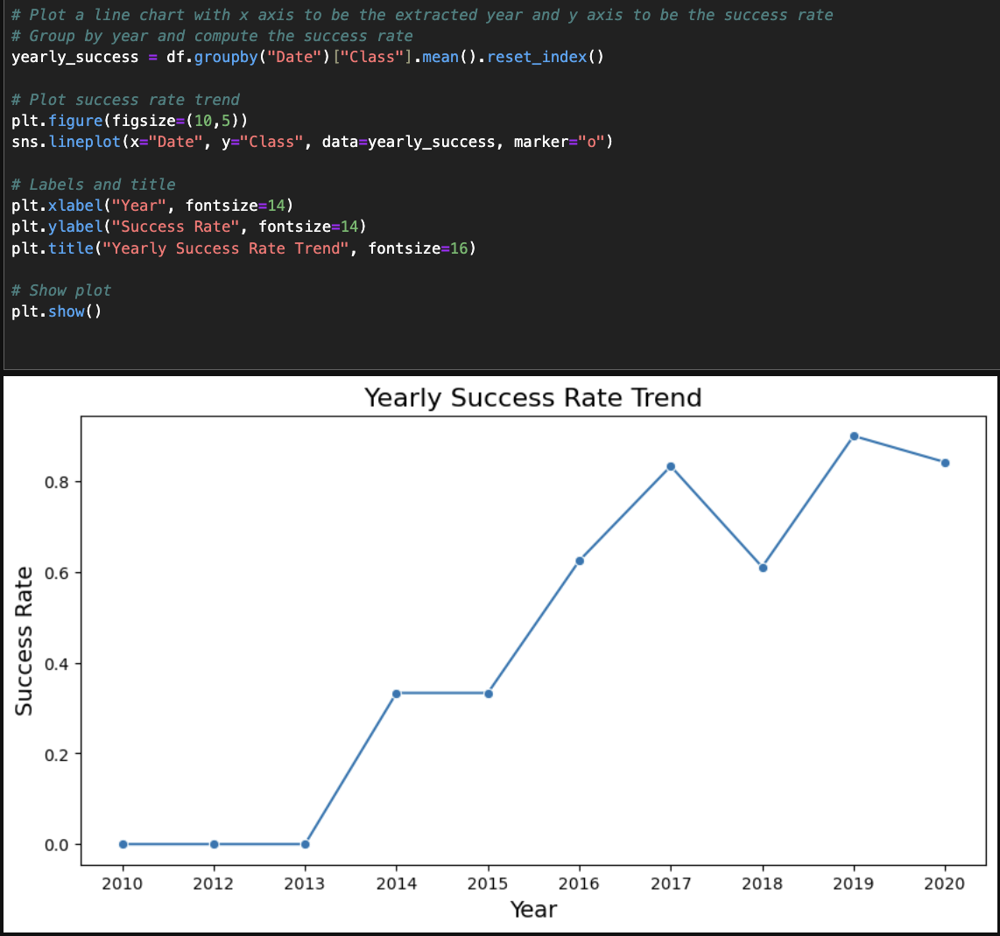 # Plot a line chart with x axis to be the extracted year and y axis to be the success rate
# Group by year and compute the success rate
yearly_success = df.groupby("Date")["Class"].mean().reset_index()
# Plot success rate trend
plt.figure(figsize=(10,5))
sns.lineplot(x="Date", y="Class", data=yearly_success, marker="o")
# Labels and title
plt.xlabel("Year", fontsize=14)
plt.ylabel("Success Rate", fontsize=14)
plt.title("Yearly Success Rate Trend", fontsize=16)
# Show plot
plt.show()
Yearly Success Rate Trend
Success Rate
0.8
0.6
0.4
0.2
0.0
2010 2012 2013 2014 2015 2016 2017 2018 2019 2020
Year